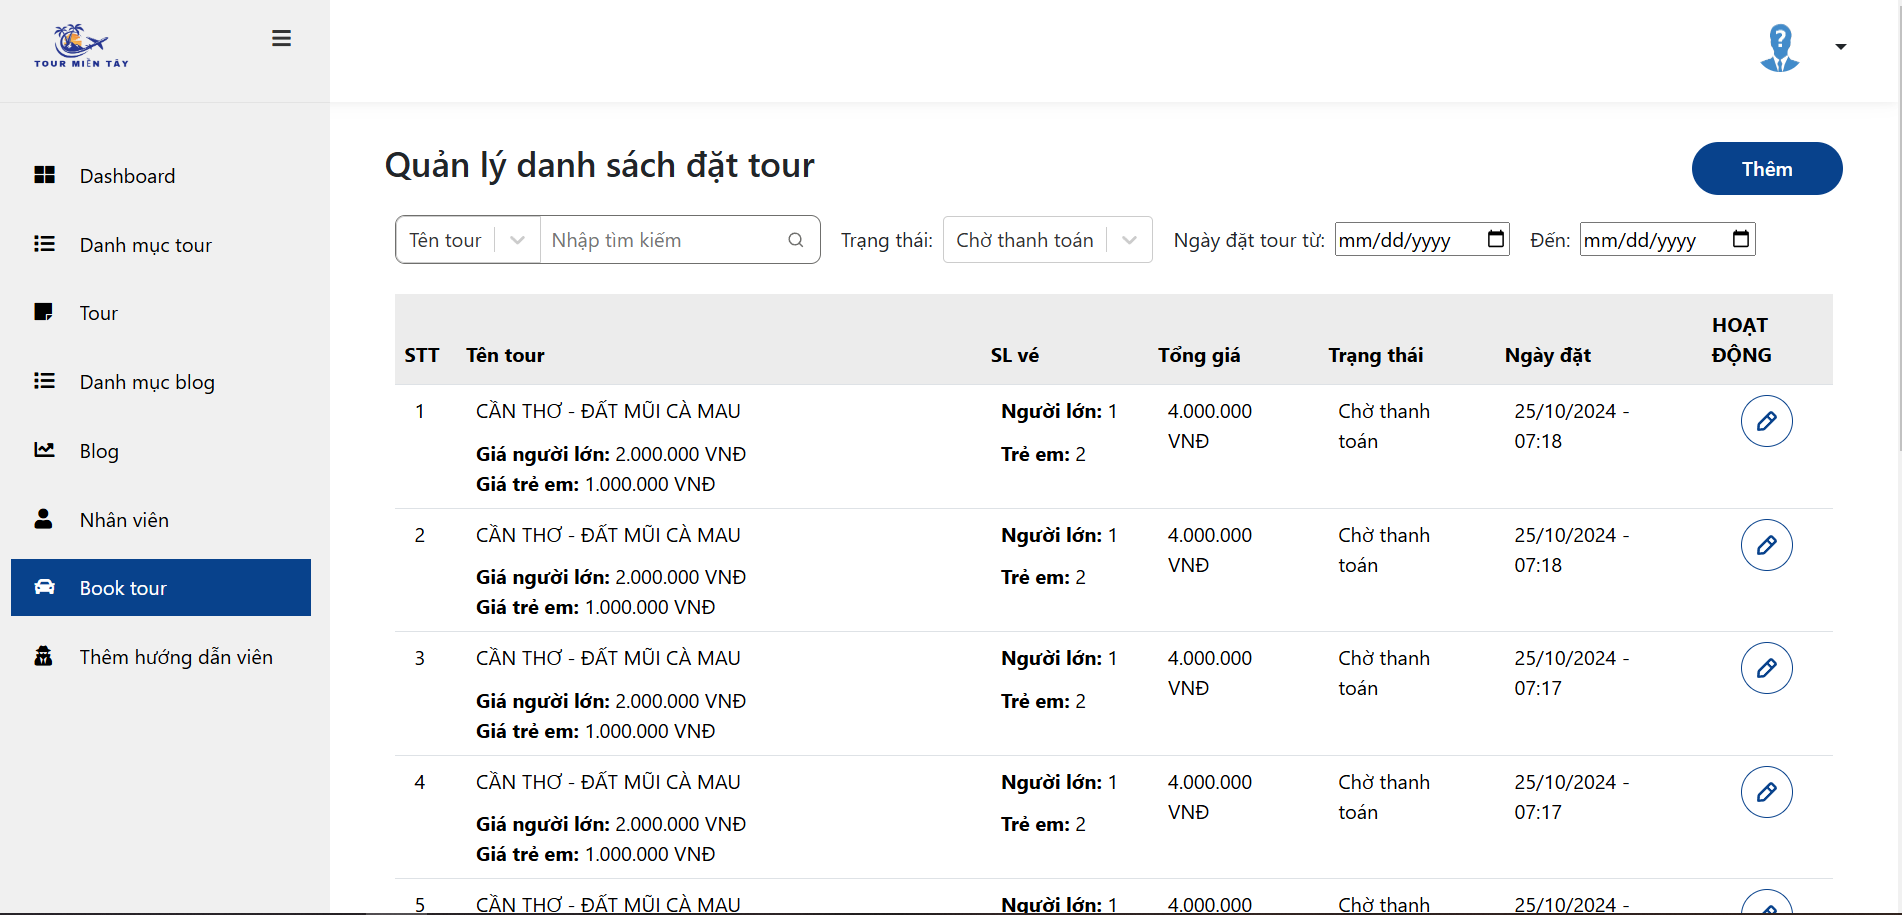 TOUR MIỀN TÂY
Dashboard
Danh mục tour
Tour
Danh mục blog
Blog
Nhân viên
Book tour
Thêm hướng dẫn viên
Quản lý danh sách đặt tour
Thêm
Tên tour
Nhập tìm kiếm
Trạng thái:
Chờ thanh toán
Ngày đặt tour từ:
mm/dd/yyyy
Đến:
mm/dd/yyyy
STT
Tên tour
SL vé
Tổng giá
Trạng thái
Ngày đặt
HOẠT
ĐỘNG
1
CẦN THƠ - ĐẤT MŨI CÀ MAU
Giá người lớn: 2.000.000 VNĐ
Giá trẻ em: 1.000.000 VNĐ
Người lớn: 1
Trẻ em: 2
4.000.000
VNĐ
Chờ thanh
toán
25/10/2024 -
07:18
2
CẦN THƠ - ĐẤT MŨI CÀ MAU
Giá người lớn: 2.000.000 VNĐ
Giá trẻ em: 1.000.000 VNĐ
Người lớn: 1
Trẻ em: 2
4.000.000
VNĐ
Chờ thanh
toán
25/10/2024 -
07:18
3
CẦN THƠ - ĐẤT MŨI CÀ MAU
Giá người lớn: 2.000.000 VNĐ
Giá trẻ em: 1.000.000 VNĐ
Người lớn: 1
Trẻ em: 2
4.000.000
VNĐ
Chờ thanh
toán
25/10/2024 -
07:17
4
CẦN THƠ - ĐẤT MŨI CÀ MAU
Giá người lớn: 2.000.000 VNĐ
Giá trẻ em: 1.000.000 VNĐ
Người lớn: 1
Trẻ em: 2
4.000.000
VNĐ
Chờ thanh
toán
25/10/2024 -
07:17
5
CẦN THƠ - ĐẤT MŨI CÀ MAU
Người lớn: 1
4.000.000
Chờ thanh
25/10/2024 -